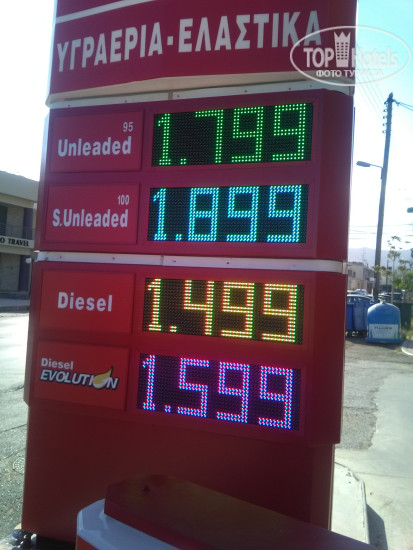 ΥΓΡΑΕΡΙΑ-ΕΛΑΣΤΙΚΑ
TOP Hotels
ФОТО ТУРИСТОВ
95
Unleaded 1.799
100
S.Unleaded 1.899
TRAVEL
Diesel 1.499
Diesel
EVOLUTION 1.599